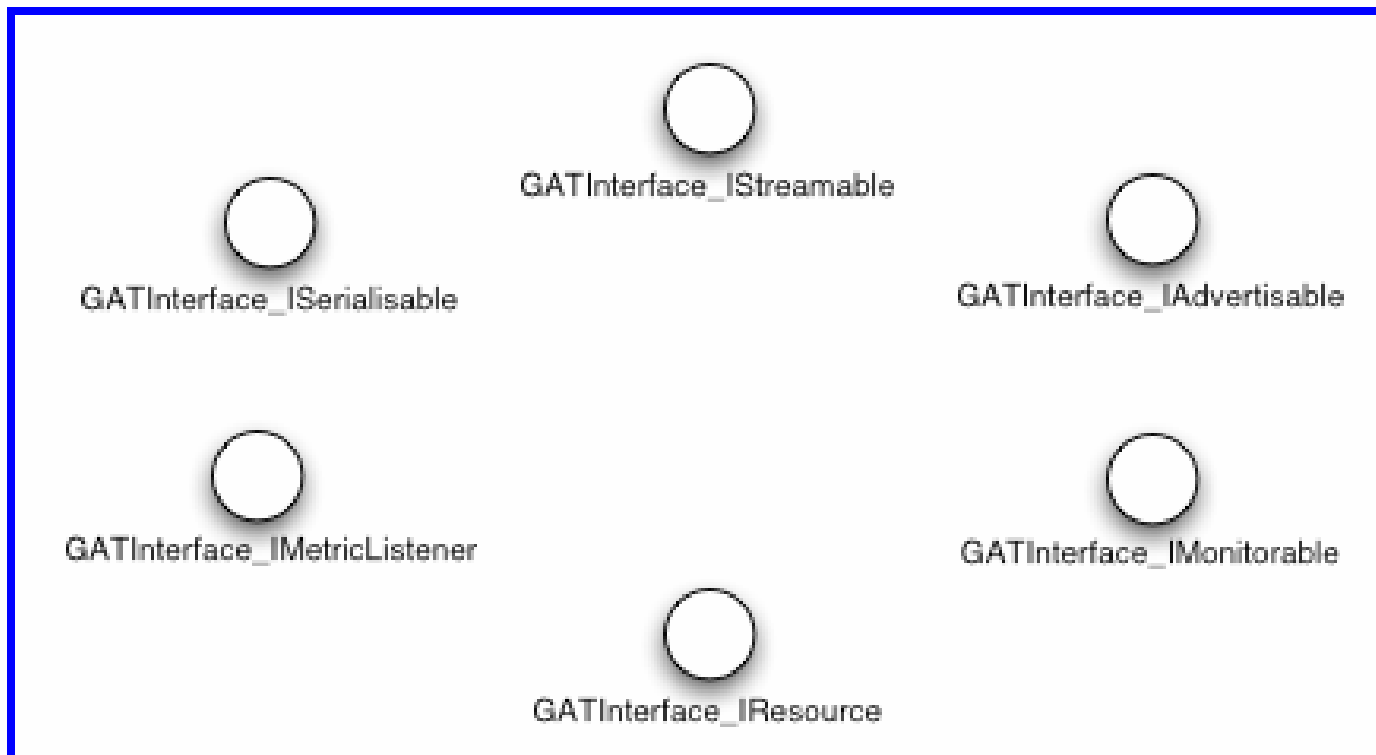 GATInterface_IStreamable
GATInterface_ISerialisable
GATInterface_IAdvertisable
GATInterface_IMetricListener
GATInterface_IMonitorable
GATInterface_IResource